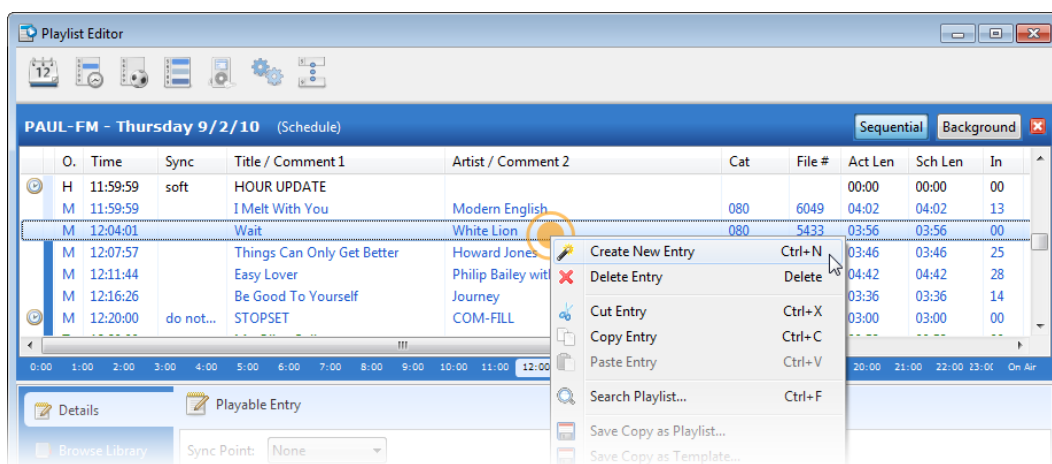 Playlist Editor
12
PAUL-FM - Thursday 9/2/10 (Schedule) Sequential Background
O. Time Sync Title / Comment 1 Artist / Comment 2 Cat File # Act Len Sch Len In
H 11:59:59 soft HOUR UPDATE 00:00 00:00 00
M 11:59:59 I Melt With You Modern English 080 6049 04:02 04:02 13
M 12:04:01 Wait White Lion 080 5433 03:56 03:56 00
M 12:07:57 Things Can Only Get Better Howard Jones 03:46 03:46 25
M 12:11:44 Easy Lover Philip Bailey 04:42 04:42 28
M 12:16:26 Be Good To Yourself Journey 03:36 03:36 14
M 12:20:00 do not... STOPSET COM-FILL 03:00 03:00 00
Create New Entry Ctrl+N
Delete Entry Delete
Cut Entry Ctrl+X
Copy Entry Ctrl+C
Paste Entry Ctrl+V
Search Playlist... Ctrl+F
Save Copy as Playlist...
Save Copy as Template...
0:00 1:00 2:00 3:00 4:00 5:00 6:00 7:00 8:00 9:00 10:00 11:00 12:00 20:00 21:00 22:00 On Air
Details Playable Entry
Browse Library Sync Point: None